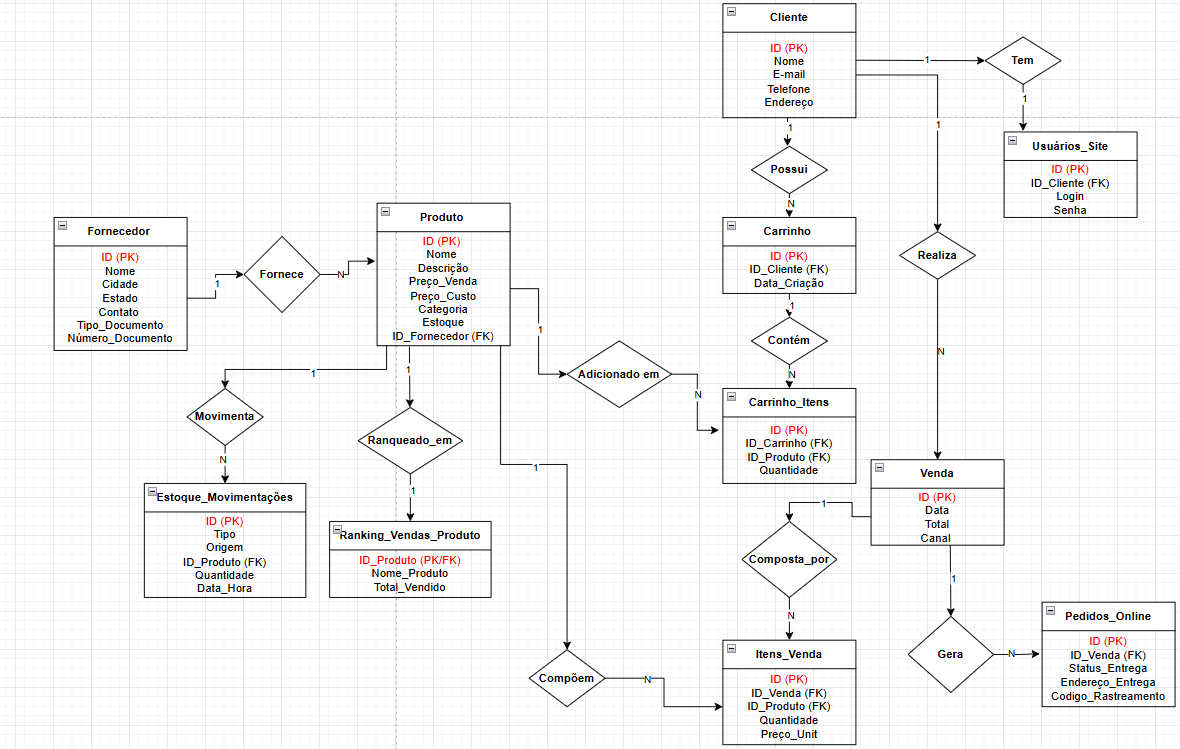 Cliente
ID (PK)
Nome
E-mail
Telefone
Endereço
1
Tem
1
Usuários_Site
ID (PK)
ID_Cliente (FK)
Login
Senha
1
Possui
N
Carrinho
ID (PK)
ID_Cliente (FK)
Data_Criação
1
Contém
N
Carrinho_Itens
ID (PK)
ID_Carrinho (FK)
ID_Produto (FK)
Quantidade
1
Realiza
N
Venda
ID (PK)
Data
Total
Canal
Fornecedor
ID (PK)
Nome
Cidade
Estado
Contato
Tipo_Documento
Número_Documento
1
Fornece
N
Produto
ID (PK)
Nome
Descrição
Preço_Venda
Preço_Custo
Categoria
Estoque
ID_Fornecedor (FK)
1
Adicionado em
N
1
Movimenta
N
Estoque_Movimentações
ID (PK)
Tipo
Origem
ID_Produto (FK)
Quantidade
Data_Hora
1
Ranqueado_em
1
Ranking_Vendas_Produto
ID_Produto (PK/FK)
Nome_Produto
Total_Vendido
1
Compõem
N
1
Composta_por
N
Itens_Venda
ID (PK)
ID_Venda (FK)
ID_Produto (FK)
Quantidade
Preço_Unit
1
Gera
N
Pedidos_Online
ID (PK)
ID_Venda (FK)
Status_Entrega
Endereço_Entrega
Codigo_Rastreamento